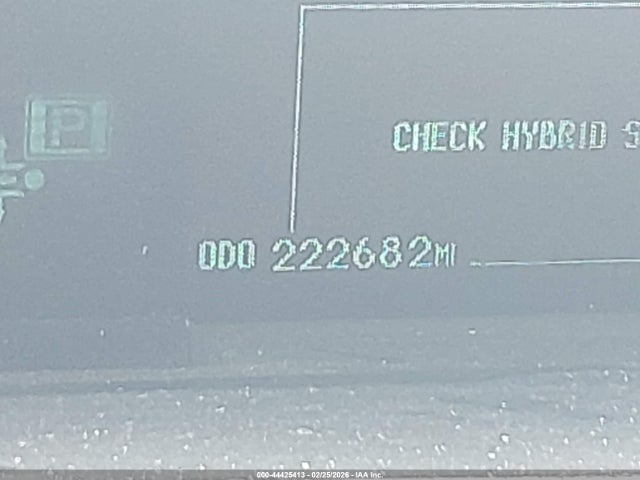 P
CHECK HYBRID S
ODO 222682MI
000-44425413 - 02/25/2026 - IAA Inc.